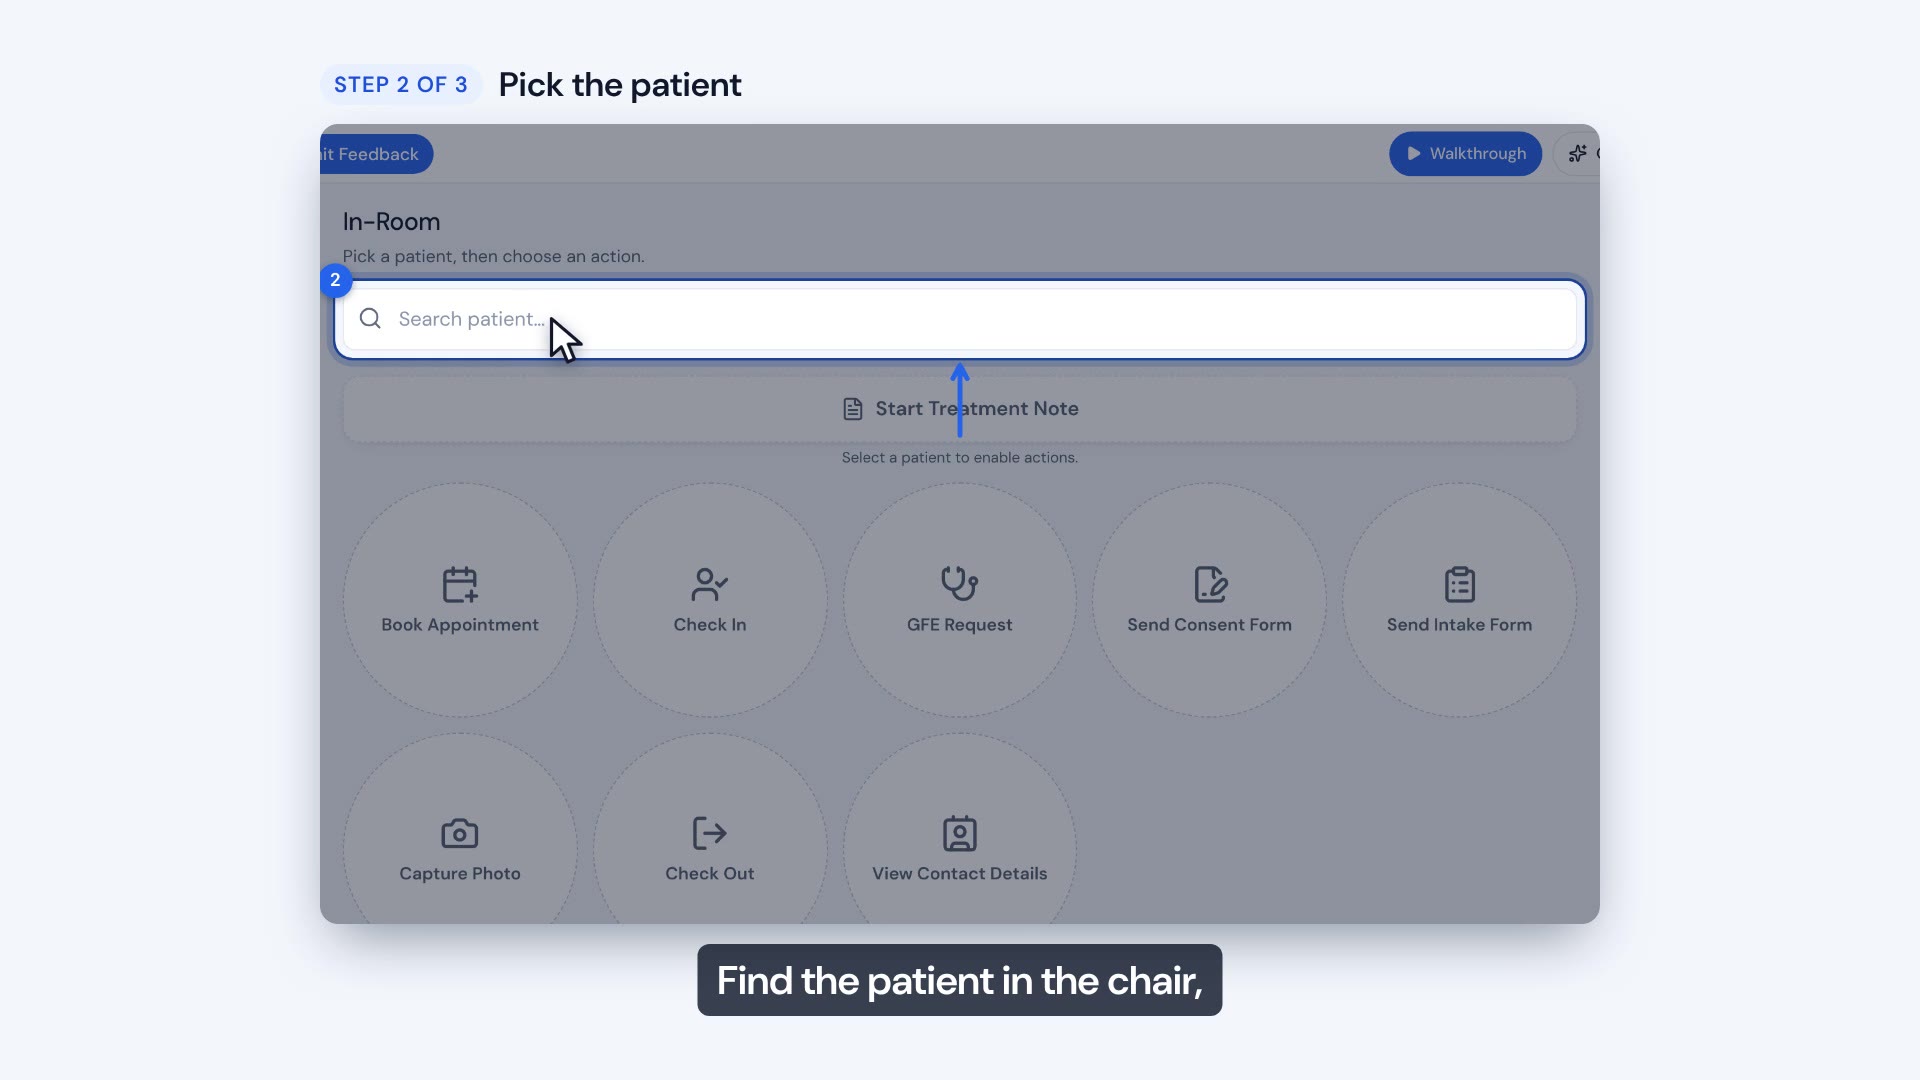 STEP 2 OF 3
Pick the patient
it Feedback
Walkthrough
In-Room
Pick a patient, then choose an action.
2
Search patient...
Start Treatment Note
Select a patient to enable actions.
Book Appointment
Check In
GFE Request
Send Consent Form
Send Intake Form
Capture Photo
Check Out
View Contact Details
Find the patient in the chair,